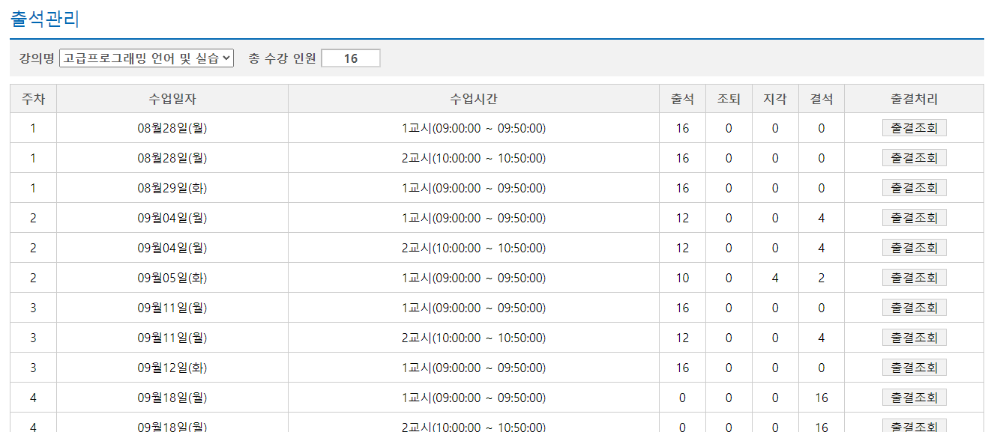 출석관리
강의명 고급프로그래밍 언어 및 실습 총 수강 인원 16
주차 수업일자 수업시간 출석 조퇴 지각 결석 출결처리
1 08월28일(월) 1교시(09:00:00 ~ 09:50:00) 16 0 0 0 출결조회
1 08월28일(월) 2교시(10:00:00 ~ 10:50:00) 16 0 0 0 출결조회
1 08월29일(화) 1교시(09:00:00 ~ 09:50:00) 16 0 0 0 출결조회
2 09월04일(월) 1교시(09:00:00 ~ 09:50:00) 12 0 0 4 출결조회
2 09월04일(월) 2교시(10:00:00 ~ 10:50:00) 12 0 0 4 출결조회
2 09월05일(화) 1교시(09:00:00 ~ 09:50:00) 10 0 4 2 출결조회
3 09월11일(월) 1교시(09:00:00 ~ 09:50:00) 16 0 0 0 출결조회
3 09월11일(월) 2교시(10:00:00 ~ 10:50:00) 12 0 0 4 출결조회
3 09월12일(화) 1교시(09:00:00 ~ 09:50:00) 16 0 0 0 출결조회
4 09월18일(월) 1교시(09:00:00 ~ 09:50:00) 0 0 0 16 출결조회
4 09월18일(월) 2교시(10:00:00 ~ 10:50:00) 0 0 0 16 출결조회